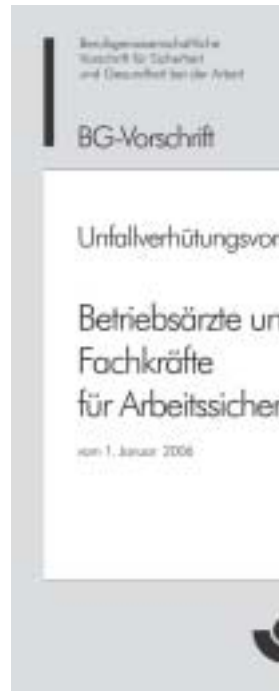 Berufsgenossenschaftliche
Vorschrift für Sicherheit
und Gesundheit bei der Arbeit
BG-Vorschrift
Unfallverhütungsvor
Betriebsärzte un
Fachkräfte
für Arbeitssicher
vom 1. Januar 2006